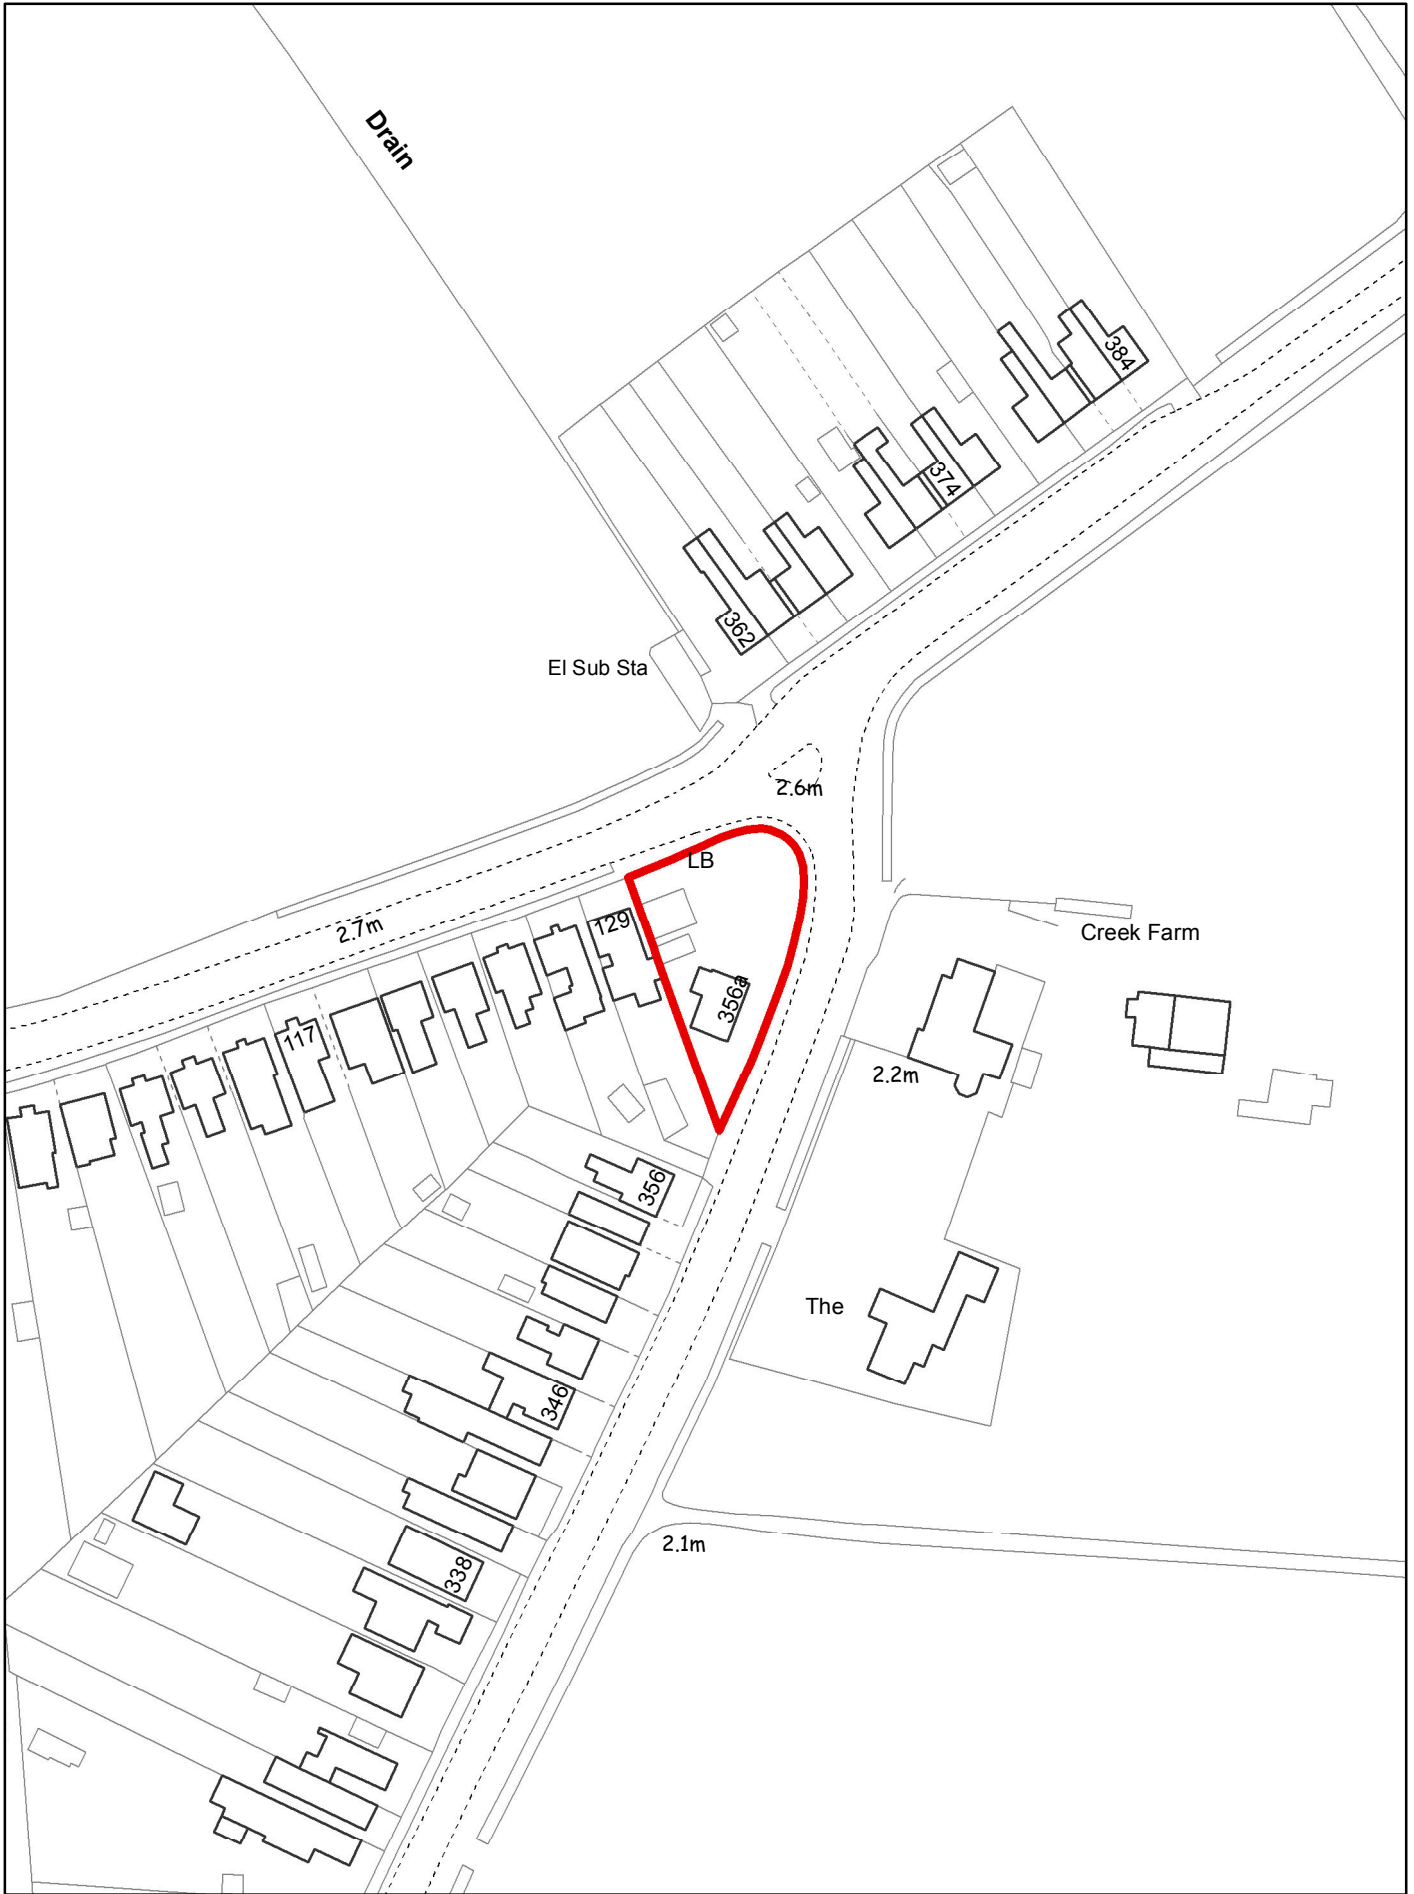 Drain
384
374
362
El Sub Sta
2.6m
LB
129
2.7m
Creek Farm
356a
117
2.2m
356
The
346
2.1m
338